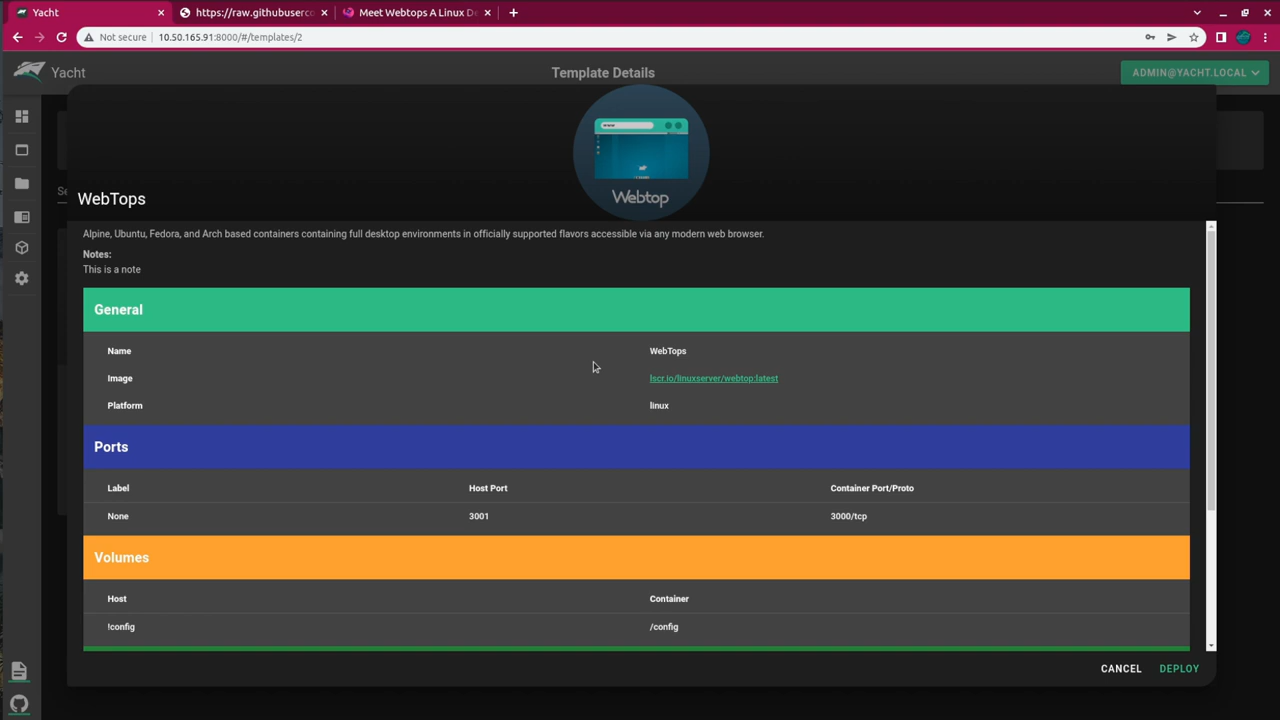 Yacht
https://raw.githubuserco
Meet Webtops A Linux De
Not secure
10.50.165.91:8000/#/templates/2
Yacht
Template Details
ADMIN@YACHT.LOCAL
Webtop
WebTops
Alpine, Ubuntu, Fedora, and Arch based containers containing full desktop environments in officially supported flavors accessible via any modern web browser.
Notes:
This is a note
General
Name WebTops
Image lscr.io/linuxserver/webtop:latest
Platform linux
Ports
Label Host Port Container Port/Proto
None 3001 3000/tcp
Volumes
Host Container
!config /config
CANCEL DEPLOY